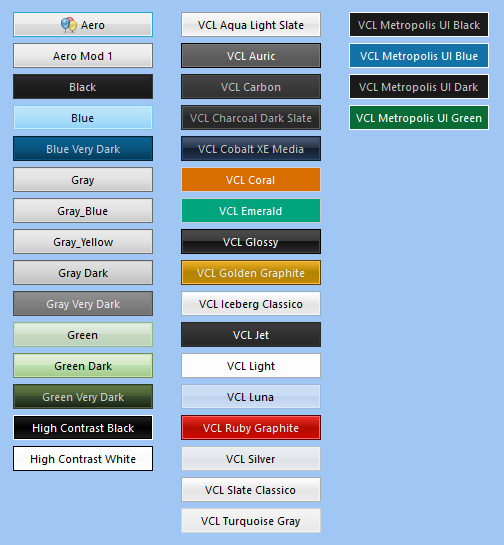 Aero
Aero Mod 1
Black
Blue
Blue Very Dark
Gray
Gray_Blue
Gray_Yellow
Gray Dark
Gray Very Dark
Green
Green Dark
Green Very Dark
High Contrast Black
High Contrast White
VCL Aqua Light Slate
VCL Auric
VCL Carbon
VCL Charcoal Dark Slate
VCL Cobalt XE Media
VCL Coral
VCL Emerald
VCL Glossy
VCL Golden Graphite
VCL Iceberg Classico
VCL Jet
VCL Light
VCL Luna
VCL Ruby Graphite
VCL Silver
VCL Slate Classico
VCL Turquoise Gray
VCL Metropolis UI Black
VCL Metropolis UI Blue
VCL Metropolis UI Dark
VCL Metropolis UI Green